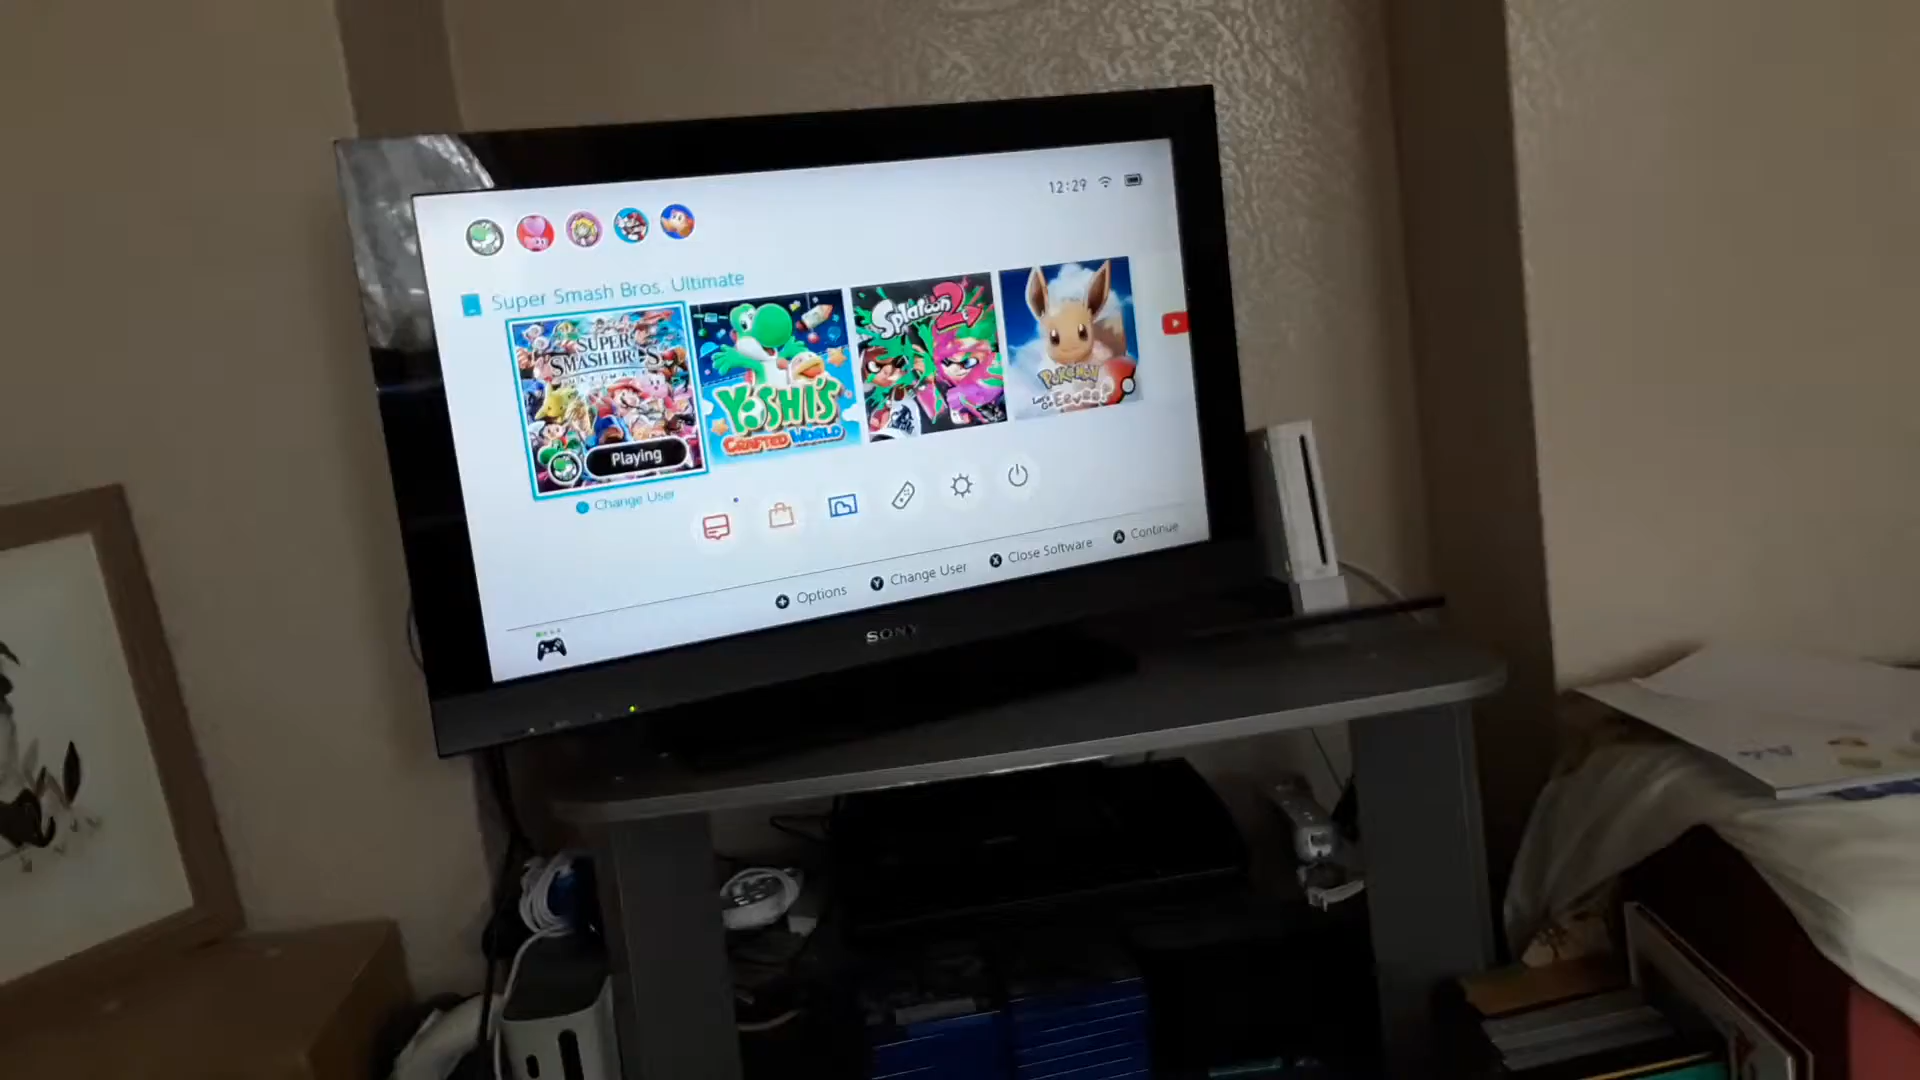 12:29
Super Smash Bros. Ultimate
SUPER
SMASH BROS
ULTIMATE
Playing
YOSHI'S
CRAFTED WORLD
Splatoon 2
POKÉMON
Let's Go Eevee!
Change User
Options
Y Change User
X Close Software
A Continue
SONY